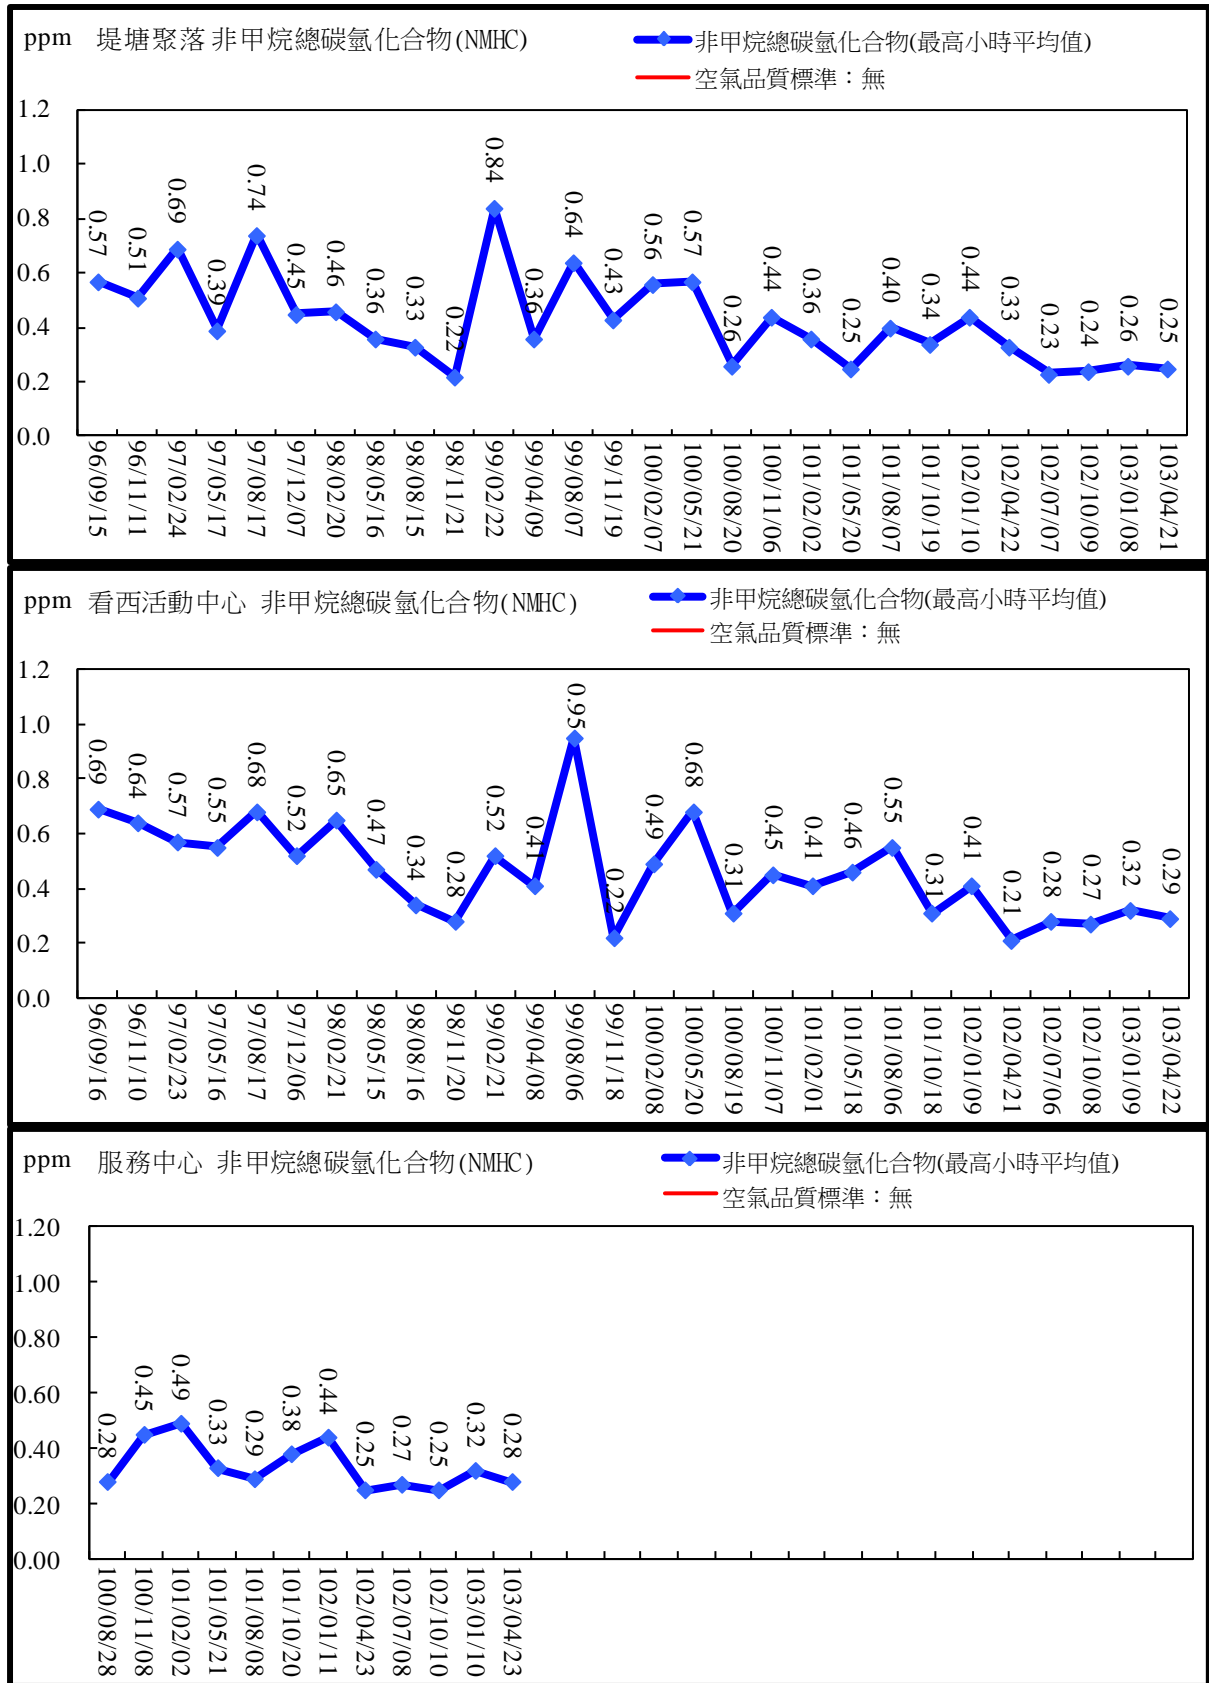 ppm 堤塘聚落 非甲烷總碳氫化合物(NMHC)
非甲烷總碳氫化合物(最高小時平均值)
空氣品質標準：無
1.2
1.0
0.8
0.6
0.4
0.2
0.0
0.57 0.51 0.69 0.39 0.74 0.45 0.46 0.36 0.33 0.22 0.84 0.36 0.64 0.43 0.56 0.57 0.26 0.44 0.36 0.25 0.40 0.34 0.44 0.33 0.23 0.24 0.26 0.25
96/09/15 96/11/11 97/02/24 97/05/17 97/08/17 97/12/07 98/02/20 98/05/16 98/08/15 98/11/21 99/02/22 99/04/09 99/08/07 99/11/19 100/02/07 100/05/21 100/08/20 100/11/06 101/02/02 101/05/20 101/08/07 101/10/19 102/01/10 102/04/22 102/07/07 102/10/09 103/01/08 103/04/21
ppm 看西活動中心 非甲烷總碳氫化合物(NMHC)
非甲烷總碳氫化合物(最高小時平均值)
空氣品質標準：無
1.2
1.0
0.8
0.6
0.4
0.2
0.0
0.69 0.64 0.57 0.55 0.68 0.52 0.65 0.47 0.34 0.28 0.52 0.41 0.95 0.22 0.49 0.68 0.31 0.45 0.41 0.46 0.55 0.31 0.41 0.21 0.28 0.27 0.32 0.29
96/09/16 96/11/10 97/02/23 97/05/16 97/08/17 97/12/06 98/02/21 98/05/15 98/08/16 98/11/20 99/02/21 99/04/08 99/08/06 99/11/18 100/02/08 100/05/20 100/08/19 100/11/07 101/02/01 101/05/18 101/08/06 101/10/18 102/01/09 102/04/21 102/07/06 102/10/08 103/01/09 103/04/22
ppm 服務中心 非甲烷總碳氫化合物(NMHC)
非甲烷總碳氫化合物(最高小時平均值)
空氣品質標準：無
1.20
1.00
0.80
0.60
0.40
0.20
0.00
0.28 0.45 0.49 0.33 0.29 0.38 0.44 0.25 0.27 0.25 0.32 0.28
100/08/28 100/11/08 101/02/02 101/05/21 101/08/08 101/10/20 102/01/11 102/04/23 102/07/08 102/10/10 103/01/10 103/04/23